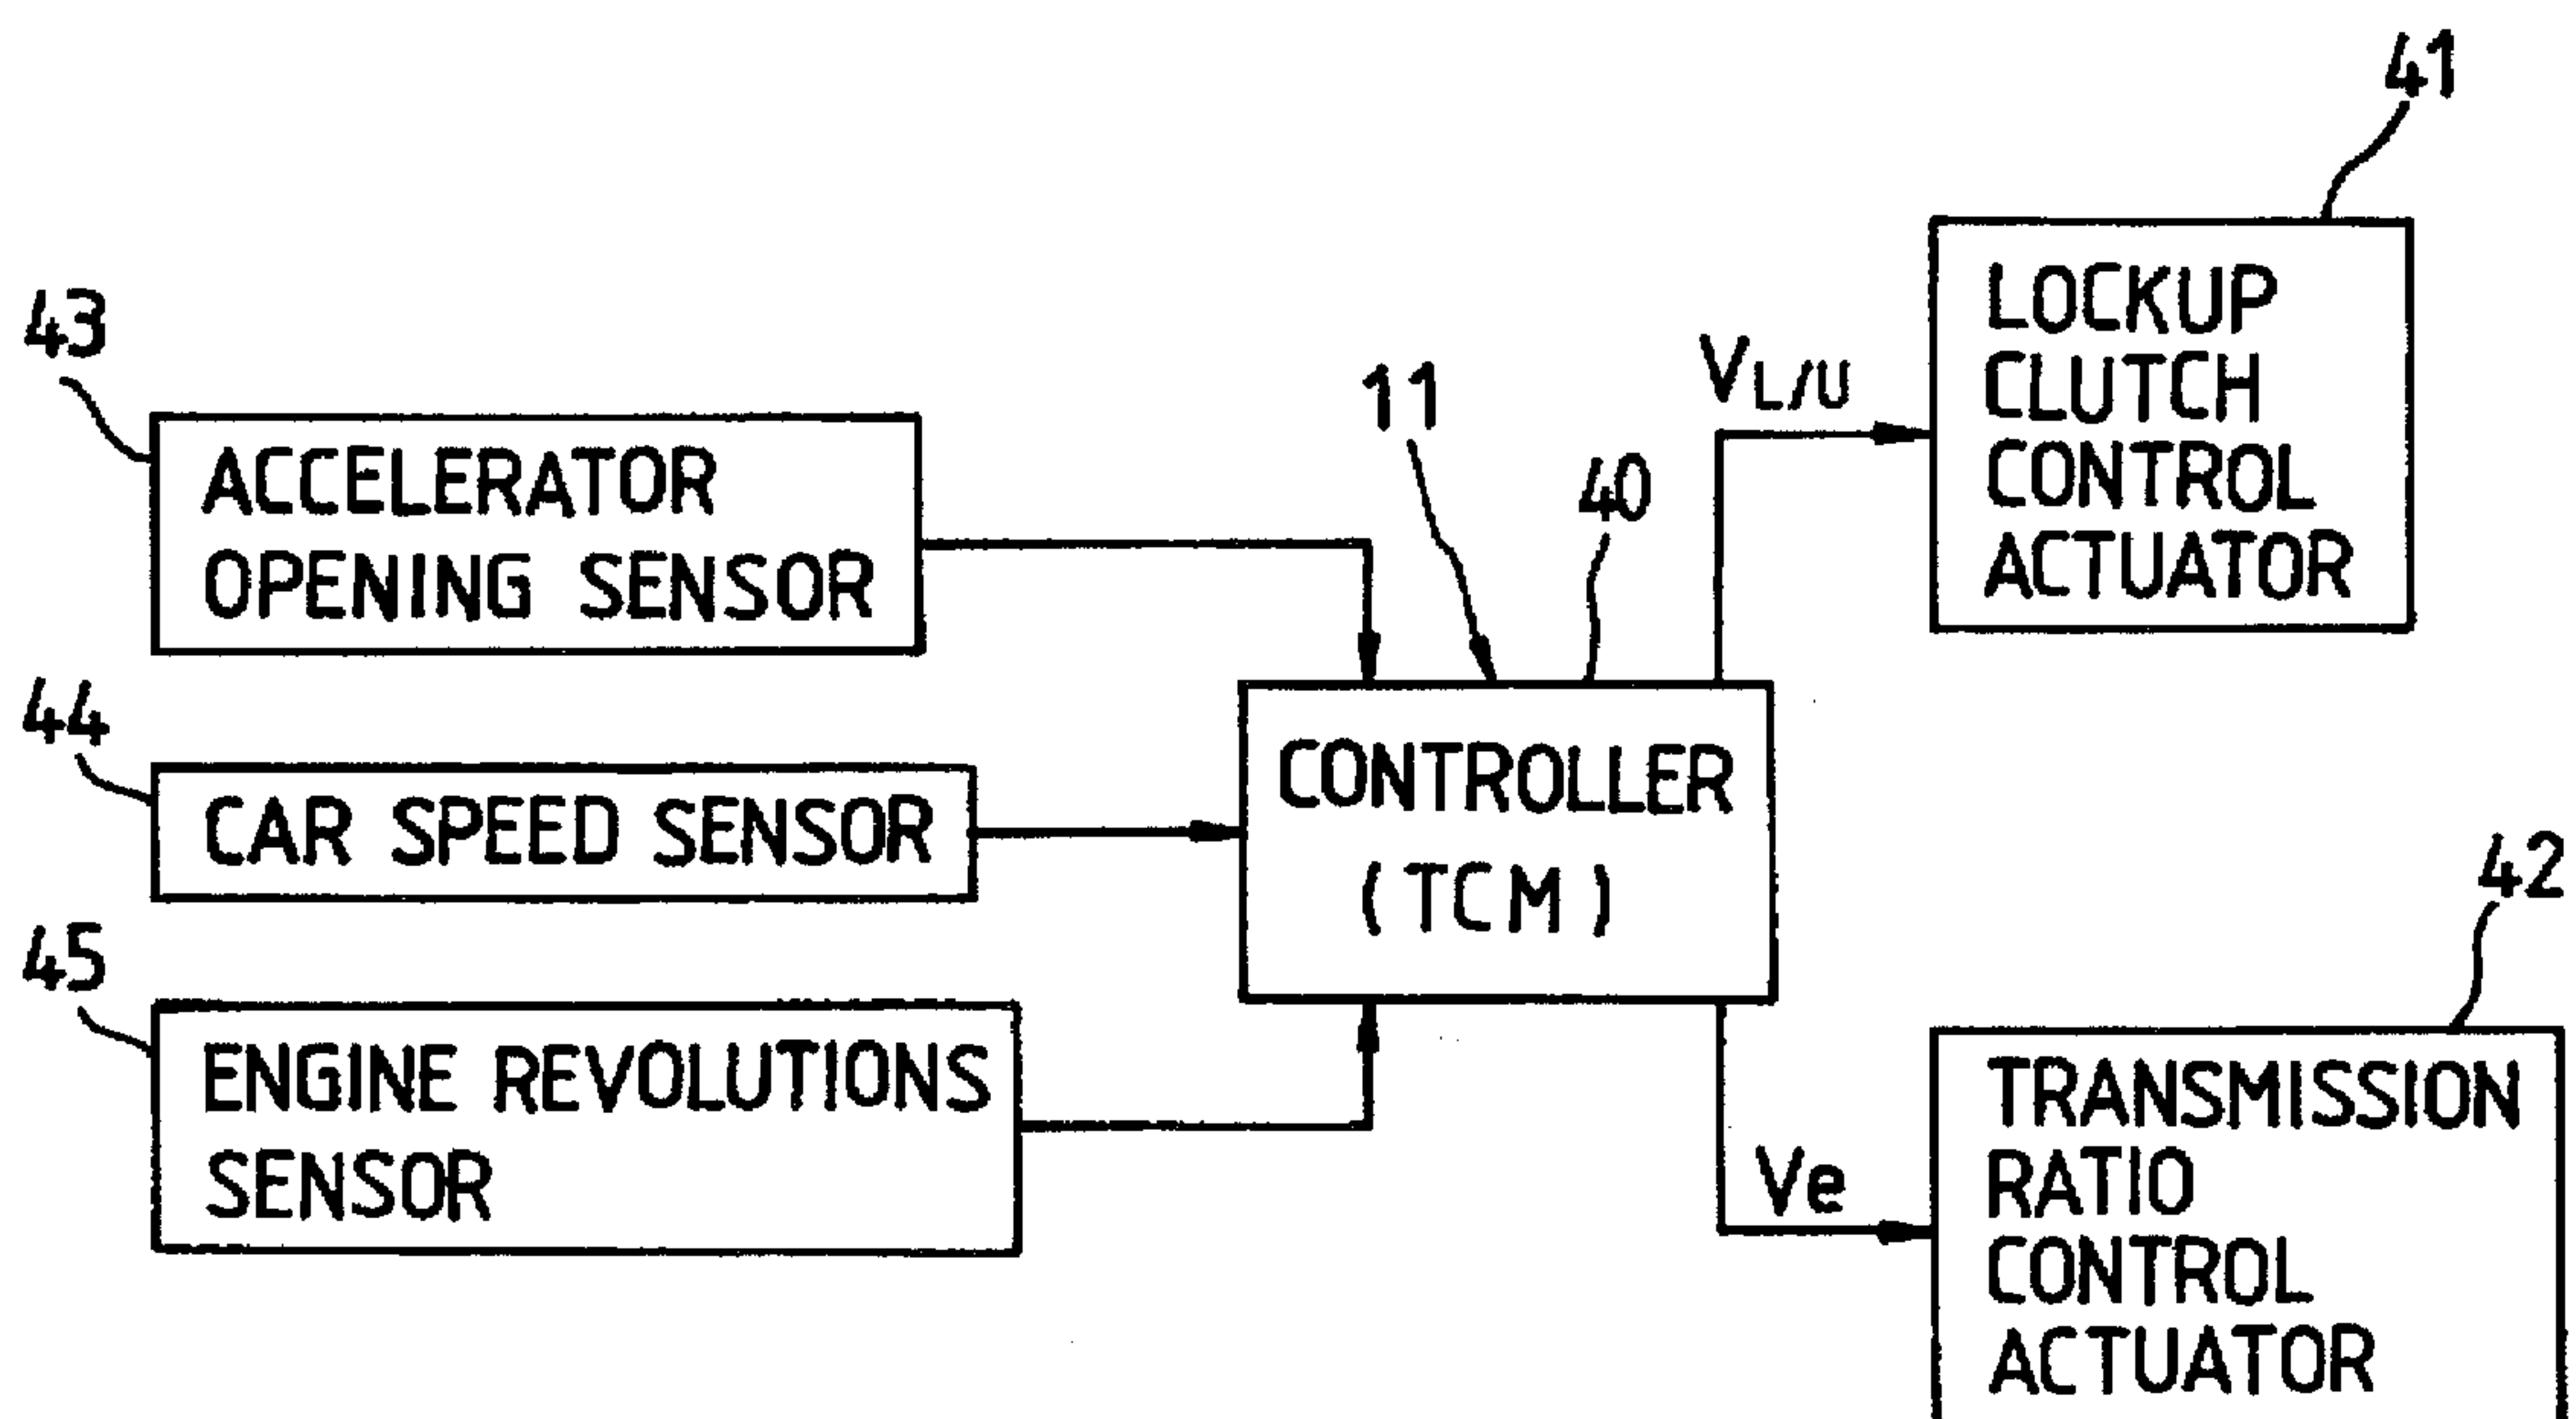 41
LOCKUP
CLUTCH
CONTROL
ACTUATOR
VL/U
43
ACCELERATOR
OPENING SENSOR
11
40
44
CAR SPEED SENSOR
CONTROLLER
(TCM)
45
ENGINE REVOLUTIONS
SENSOR
42
Ve
TRANSMISSION
RATIO
CONTROL
ACTUATOR